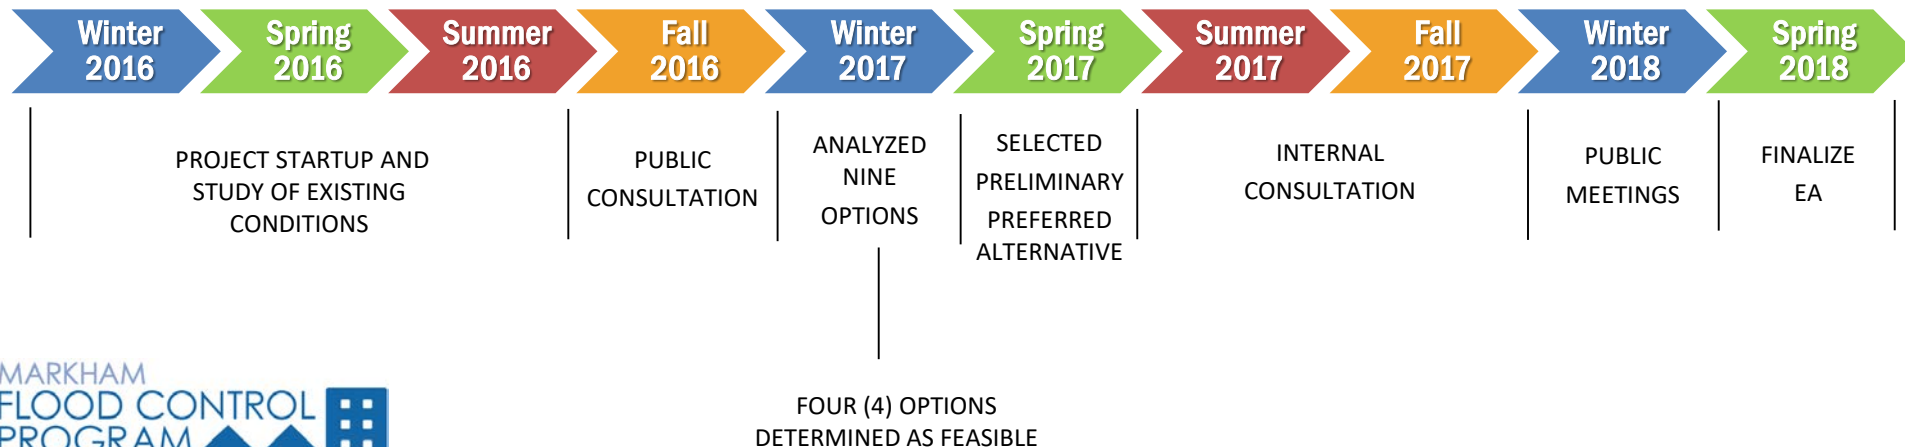 Winter
2016
Spring
2016
Summer
2016
Fall
2016
Winter
2017
Spring
2017
Summer
2017
Fall
2017
Winter
2018
Spring
2018
PROJECT STARTUP AND
STUDY OF EXISTING
CONDITIONS
PUBLIC
CONSULTATION
ANALYZED
NINE
OPTIONS
SELECTED
PRELIMINARY
PREFERRED
ALTERNATIVE
INTERNAL
CONSULTATION
PUBLIC
MEETINGS
FINALIZE
EA
FOUR (4) OPTIONS
DETERMINED AS FEASIBLE
MARKHAM
FLOOD CONTROL
PROGRAM